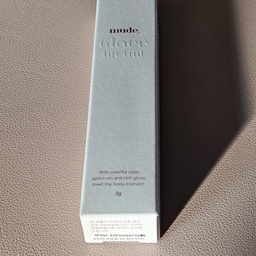 mude.
Glace
lip tint
With colorful color
spectrum and rich gloss,
meet the lively moment.
3g